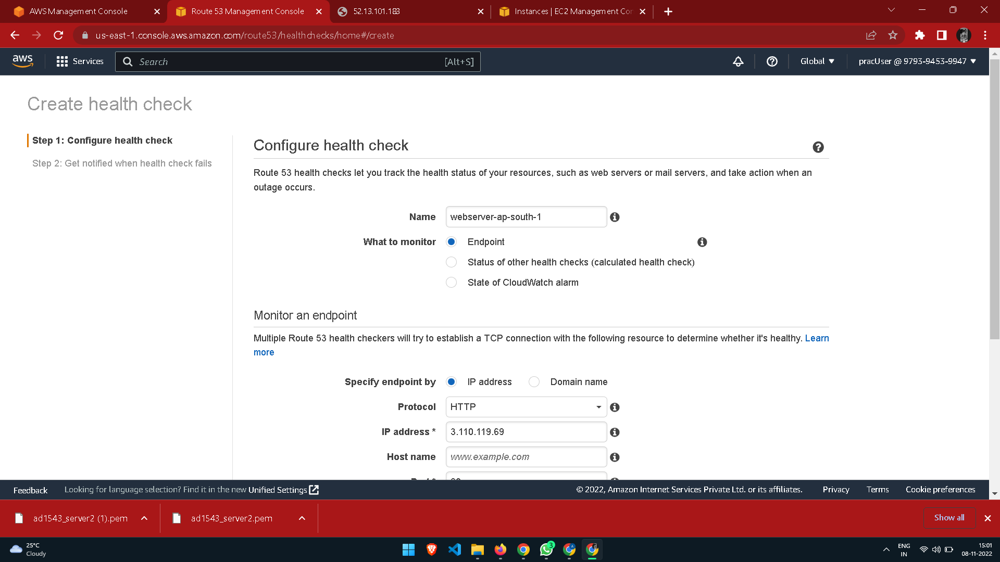 AWS Management Console
Route 53 Management Console
52.13.101.183
Instances | EC2 Management Con
us-east-1.console.aws.amazon.com/route53/healthchecks/home#/create
aws
Services
Search
[Alt+S]
Global
pracUser @ 9793-9453-9947
Create health check
Step 1: Configure health check
Step 2: Get notified when health check fails
Configure health check
Route 53 health checks let you track the health status of your resources, such as web servers or mail servers, and take action when an
outage occurs.
Name webserver-ap-south-1
What to monitor Endpoint
Status of other health checks (calculated health check)
State of CloudWatch alarm
Monitor an endpoint
Multiple Route 53 health checkers will try to establish a TCP connection with the following resource to determine whether it's healthy. Learn
more
Specify endpoint by IP address Domain name
Protocol HTTP
IP address * 3.110.119.69
Host name www.example.com
Feedback
Looking for language selection? Find it in the new Unified Settings
© 2022, Amazon Internet Services Private Ltd. or its affiliates.
Privacy
Terms
Cookie preferences
ad1543_server2 (1).pem
ad1543_server2.pem
Show all
25°C
Cloudy
3
ENG
IN
15:01
08-11-2022